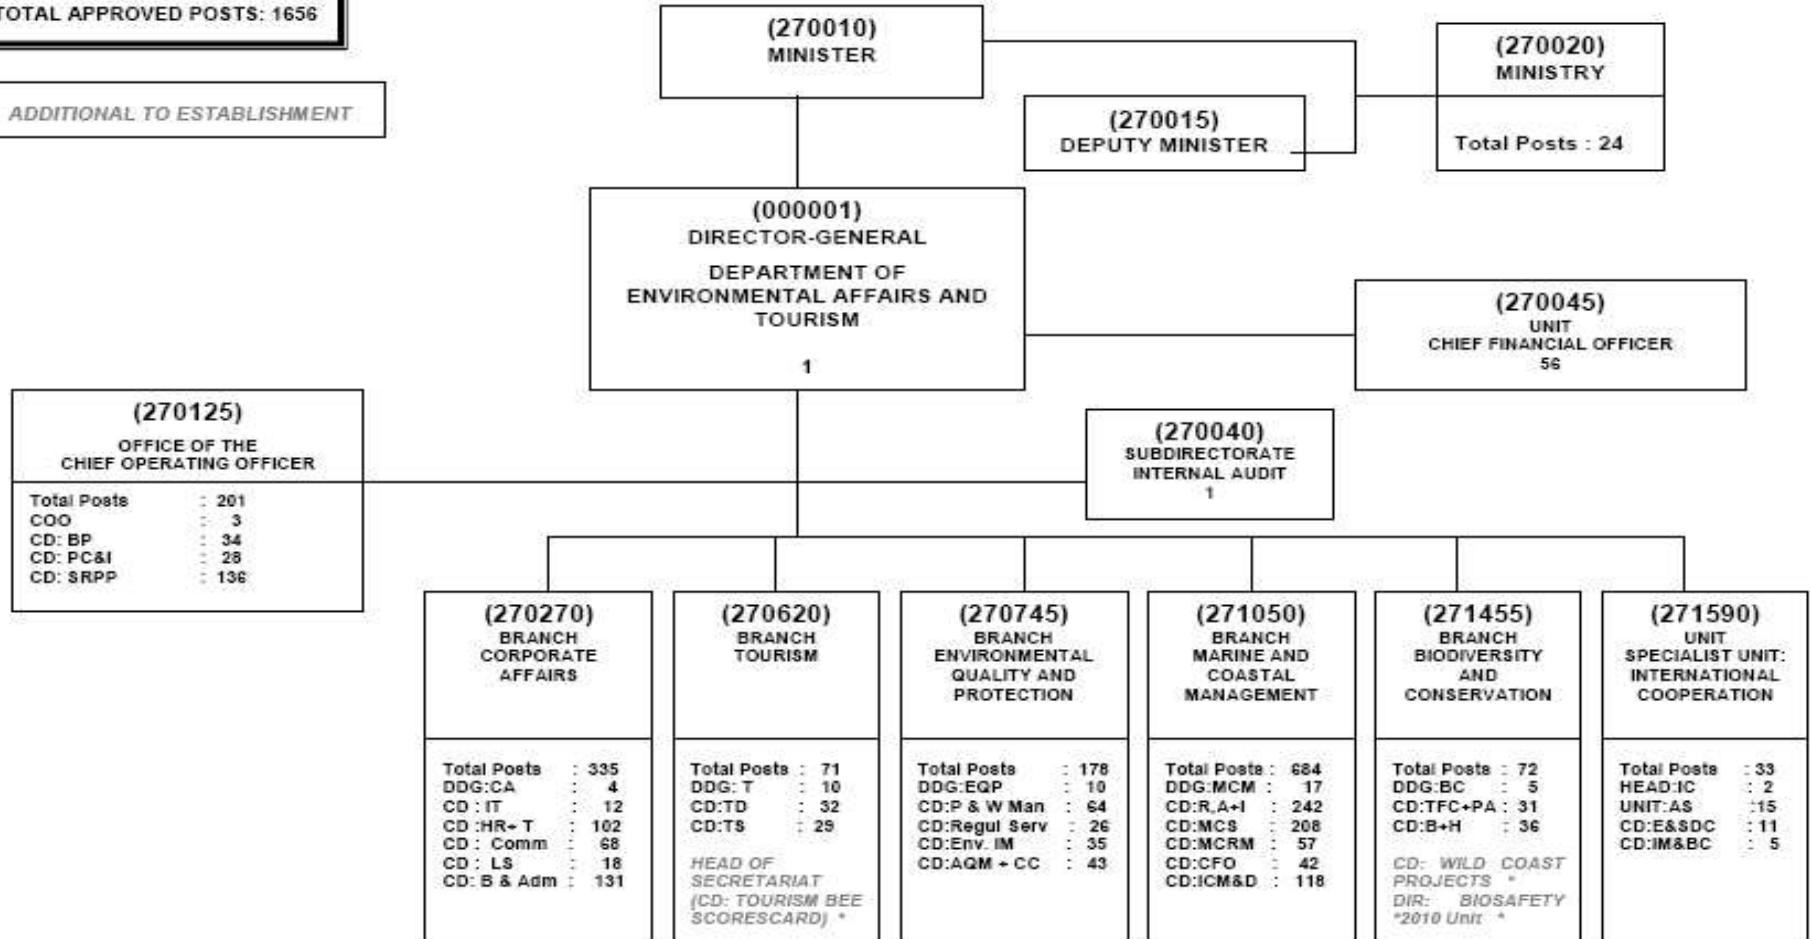 TOTAL APPROVED POSTS: 1656
ADDITIONAL TO ESTABLISHMENT
(270010)
MINISTER
(270020)
MINISTRY
Total Posts : 24
(270015)
DEPUTY MINISTER
(000001)
DIRECTOR-GENERAL
DEPARTMENT OF
ENVIRONMENTAL AFFAIRS AND
TOURISM
1
(270045)
UNIT
CHIEF FINANCIAL OFFICER
56
(270125)
OFFICE OF THE
CHIEF OPERATING OFFICER
Total Posts : 201
COO : 3
CD: BP : 34
CD: PC&I : 28
CD: SRPP : 136
(270040)
SUBDIRECTORATE
INTERNAL AUDIT
1
(270270)
BRANCH
CORPORATE
AFFAIRS
Total Posts : 335
DDG:CA : 4
CD : IT : 12
CD :HR+ T : 102
CD : Comm : 68
CD : LS : 18
CD: B & Adm : 131
(270620)
BRANCH
TOURISM
Total Posts : 71
DDG: T : 10
CD:TD : 32
CD:TS : 29
HEAD OF
SECRETARIAT
(CD: TOURISM BEE
SCORESCARD) *
(270745)
BRANCH
ENVIRONMENTAL
QUALITY AND
PROTECTION
Total Posts : 178
DDG:EQP : 10
CD:P & W Man : 64
CD:Regul Serv : 26
CD:Env. IM : 35
CD:AQM + CC : 43
(271050)
BRANCH
MARINE AND
COASTAL
MANAGEMENT
Total Posts : 684
DDG:MCM : 17
CD:R,A+I : 242
CD:MCS : 208
CD:MCRM : 57
CD:CFO : 42
CD:ICM&D : 118
(271455)
BRANCH
BIODIVERSITY
AND
CONSERVATION
Total Posts : 72
DDG:BC : 5
CD:TFC+PA : 31
CD:B+H : 36
CD: WILD COAST
PROJECTS *
DIR: BIOSAFETY
*2010 Unit *
(271590)
UNIT
SPECIALIST UNIT:
INTERNATIONAL
COOPERATION
Total Posts : 33
HEAD:IC : 2
UNIT:AS :15
CD:E&SDC : 11
CD:IM&BC : 5